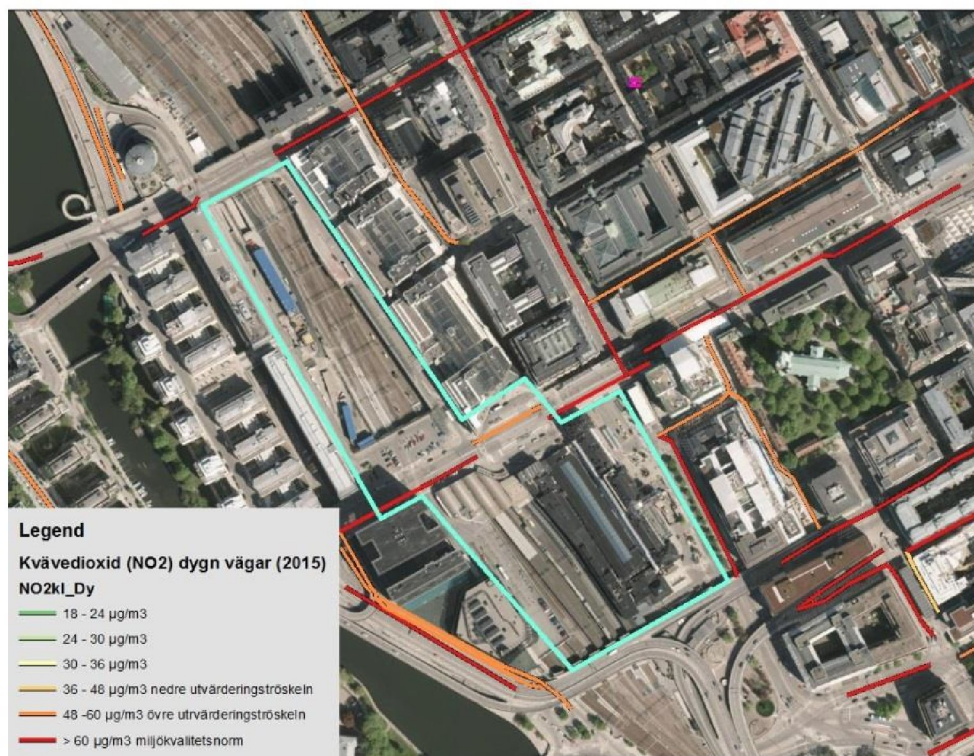 Legend
Kvävedioxid (NO2) dygn vägar (2015)
NO2kl_Dy
18 - 24 µg/m3
24 - 30 µg/m3
30 - 36 µg/m3
36 - 48 µg/m3 nedre utvärderingströskeln
48 -60 µg/m3 övre utrvärderingströskeln
> 60 µg/m3 miljökvalitetsnorm